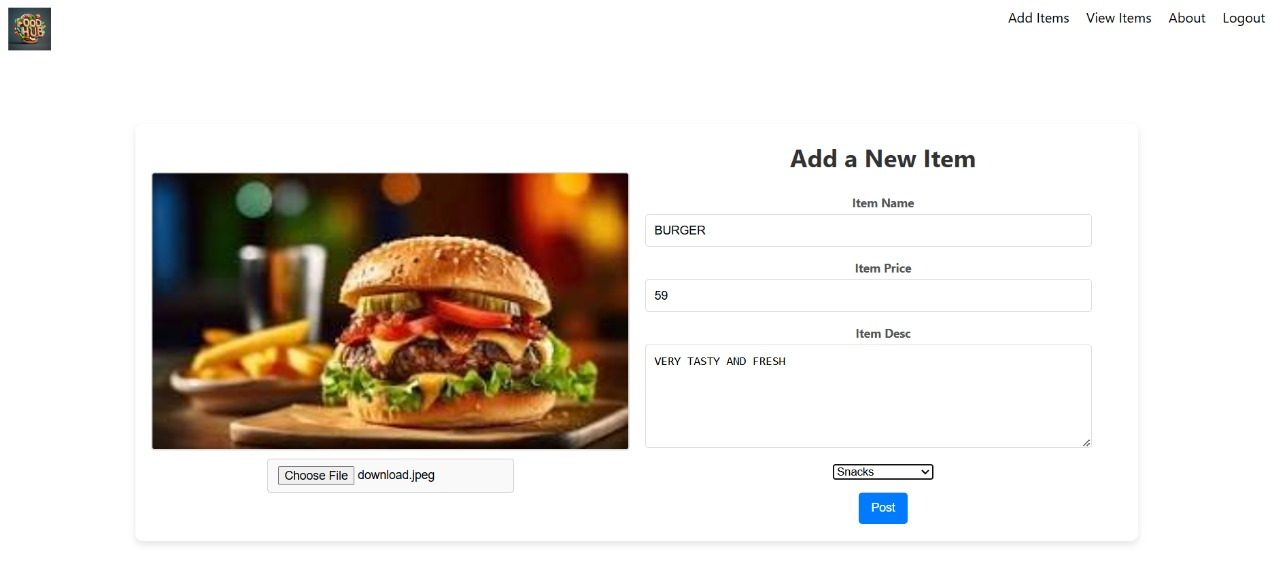 FOOD
HUB
Add Items View Items About Logout
Add a New Item
Item Name
BURGER
Item Price
59
Item Desc
VERY TASTY AND FRESH
Choose File download.jpeg
Snacks
Post